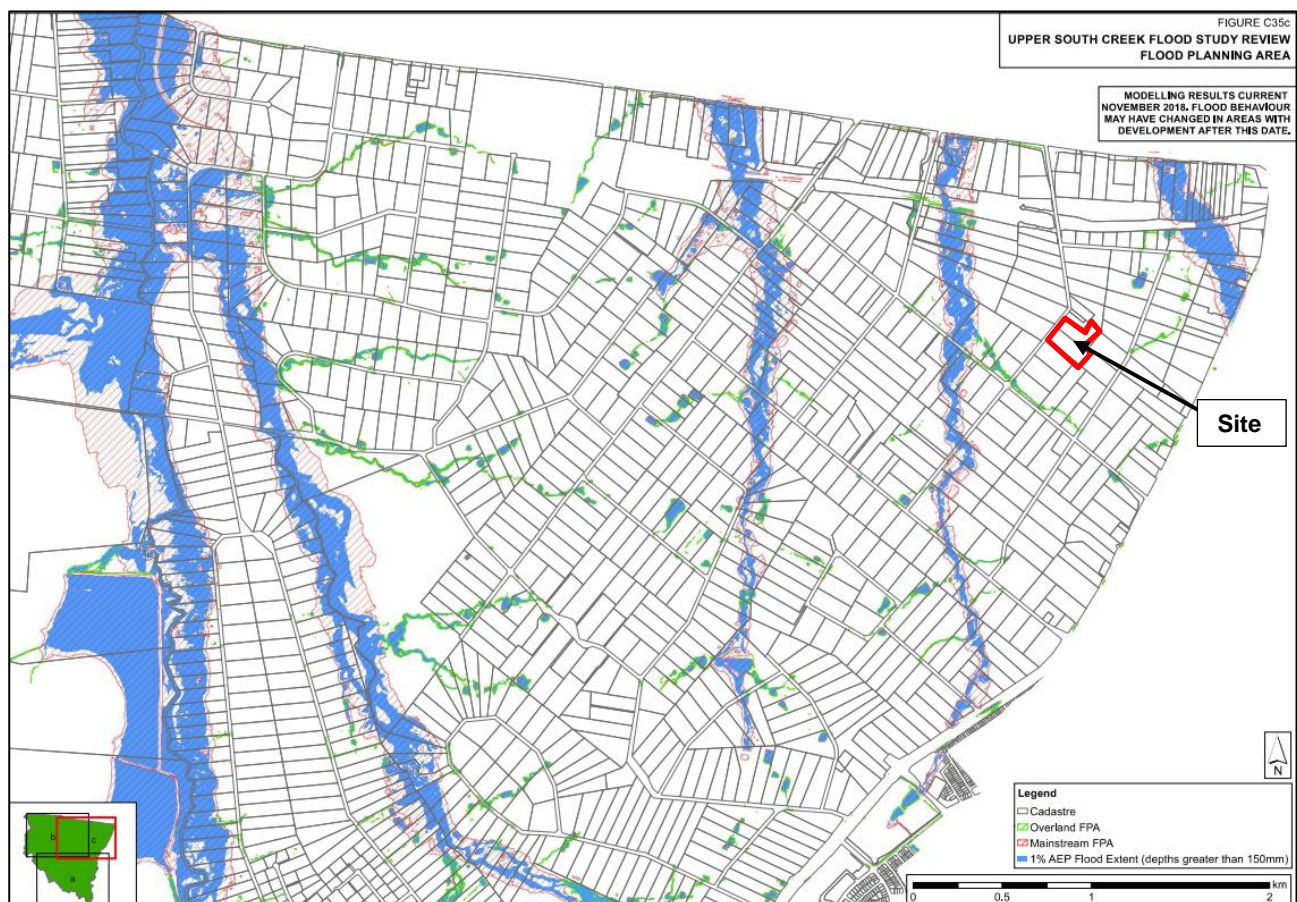 FIGURE C35c
UPPER SOUTH CREEK FLOOD STUDY REVIEW
FLOOD PLANNING AREA
MODELLING RESULTS CURRENT
NOVEMBER 2018. FLOOD BEHAVIOUR
MAY HAVE CHANGED IN AREAS WITH
DEVELOPMENT AFTER THIS DATE.
Site
N
Legend
Cadastre
Overland FPA
Mainstream FPA
1% AEP Flood Extent (depths greater than 150mm)
b
c
a
km
0 0.5 1 2